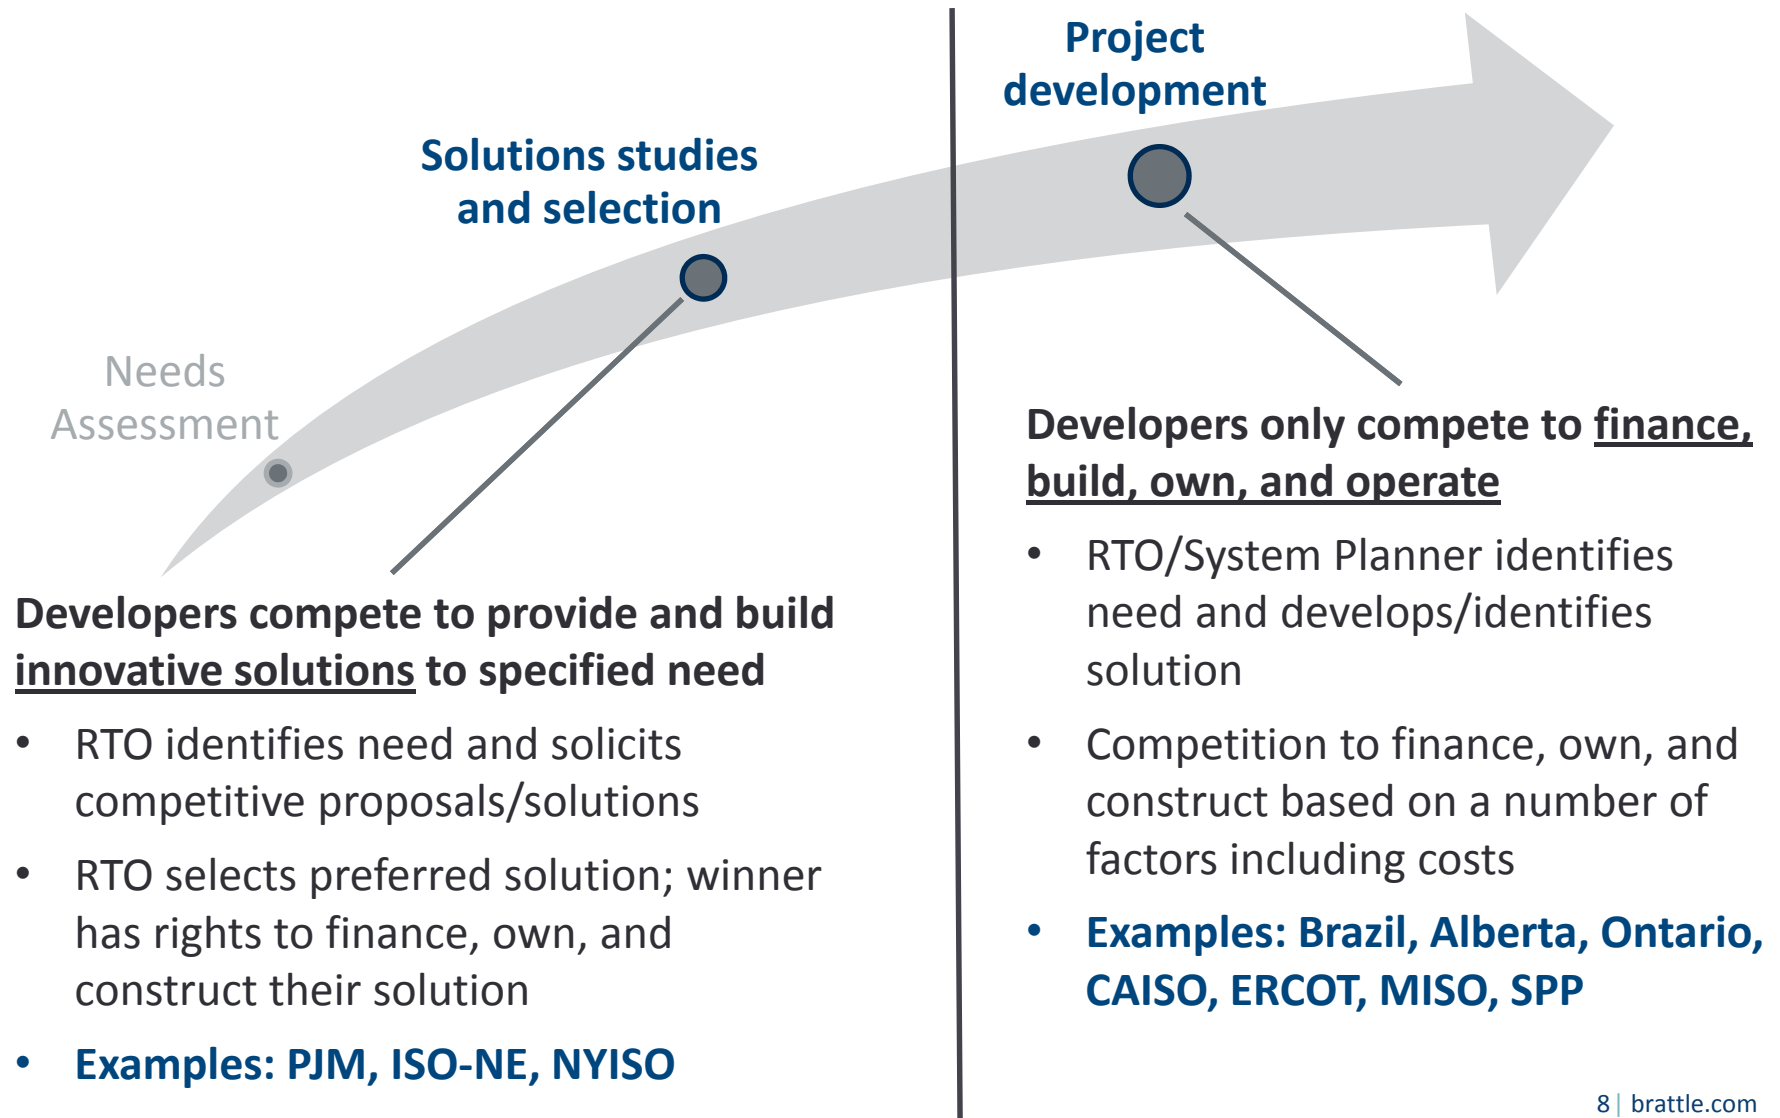 Project
development
Solutions studies
and selection
Needs
Assessment
Developers compete to provide and build
innovative solutions to specified need
• RTO identifies need and solicits
competitive proposals/solutions
• RTO selects preferred solution; winner
has rights to finance, own, and
construct their solution
• Examples: PJM, ISO-NE, NYISO
Developers only compete to finance,
build, own, and operate
• RTO/System Planner identifies
need and develops/identifies
solution
• Competition to finance, own, and
construct based on a number of
factors including costs
• Examples: Brazil, Alberta, Ontario,
CAISO, ERCOT, MISO, SPP
8 | brattle.com